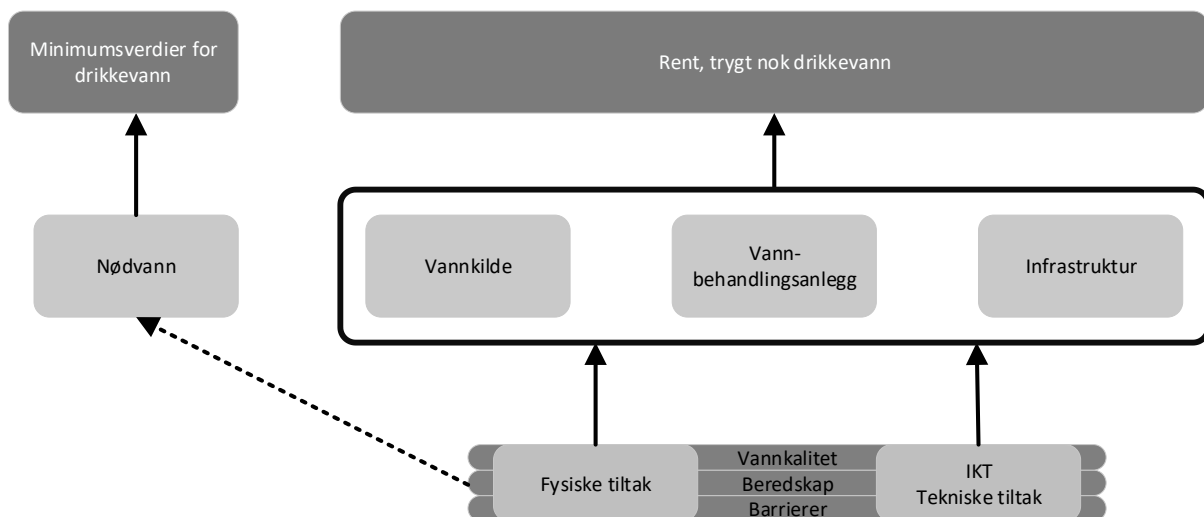 Minimumsverdier for
drikkevann
Rent, trygt nok drikkevann
Nødvann
Vannkilde
Vann-
behandlingsanlegg
Infrastruktur
Fysiske tiltak
Vannkalitet
Beredskap
Barrierer
IKT
Tekniske tiltak